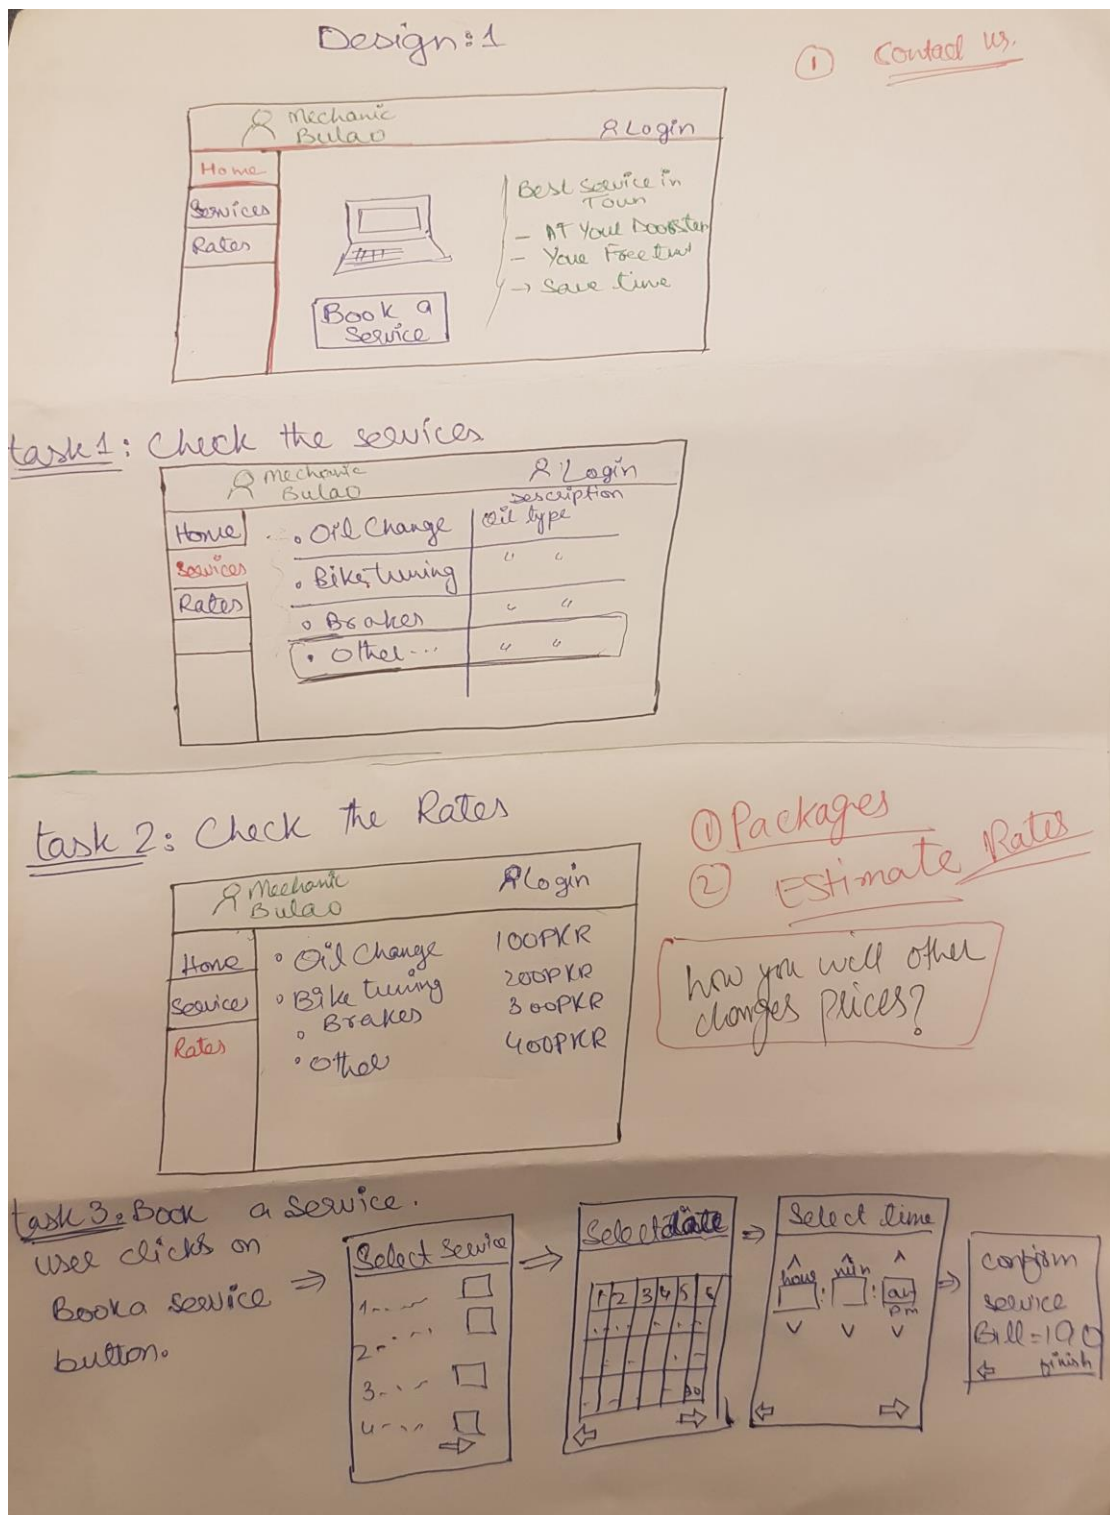 Design:1
① Contact us.
Mechanic
Bulao
Login
Home
Services
Rates
Book a
Service
Best Service in
Town
- At Your Doorstep
- Your Free
→ Save time
task1: Check the services
Mechanic
Bulao
Login
Description
Home
Services
Rates
• Oil Change
Oil type
• Bike tuning
" "
• Brakes
" "
• Other...
" "
task 2: Check the Rates
① Packages
② Estimate Rates
how you will other
changes prices?
Mechanic
Bulao
Login
Home
Services
Rates
• Oil Change 100PKR
• Bike tuning 200PKR
• Brakes 300PKR
• Other 400PKR
task 3: Book a service.
user clicks on
Book a service
button.
Select Service
1
2
3
4
Select date
1 2 3 4 5 6
30
Select time
hour : min : am
pm
confirm
service
Bill=190
finish